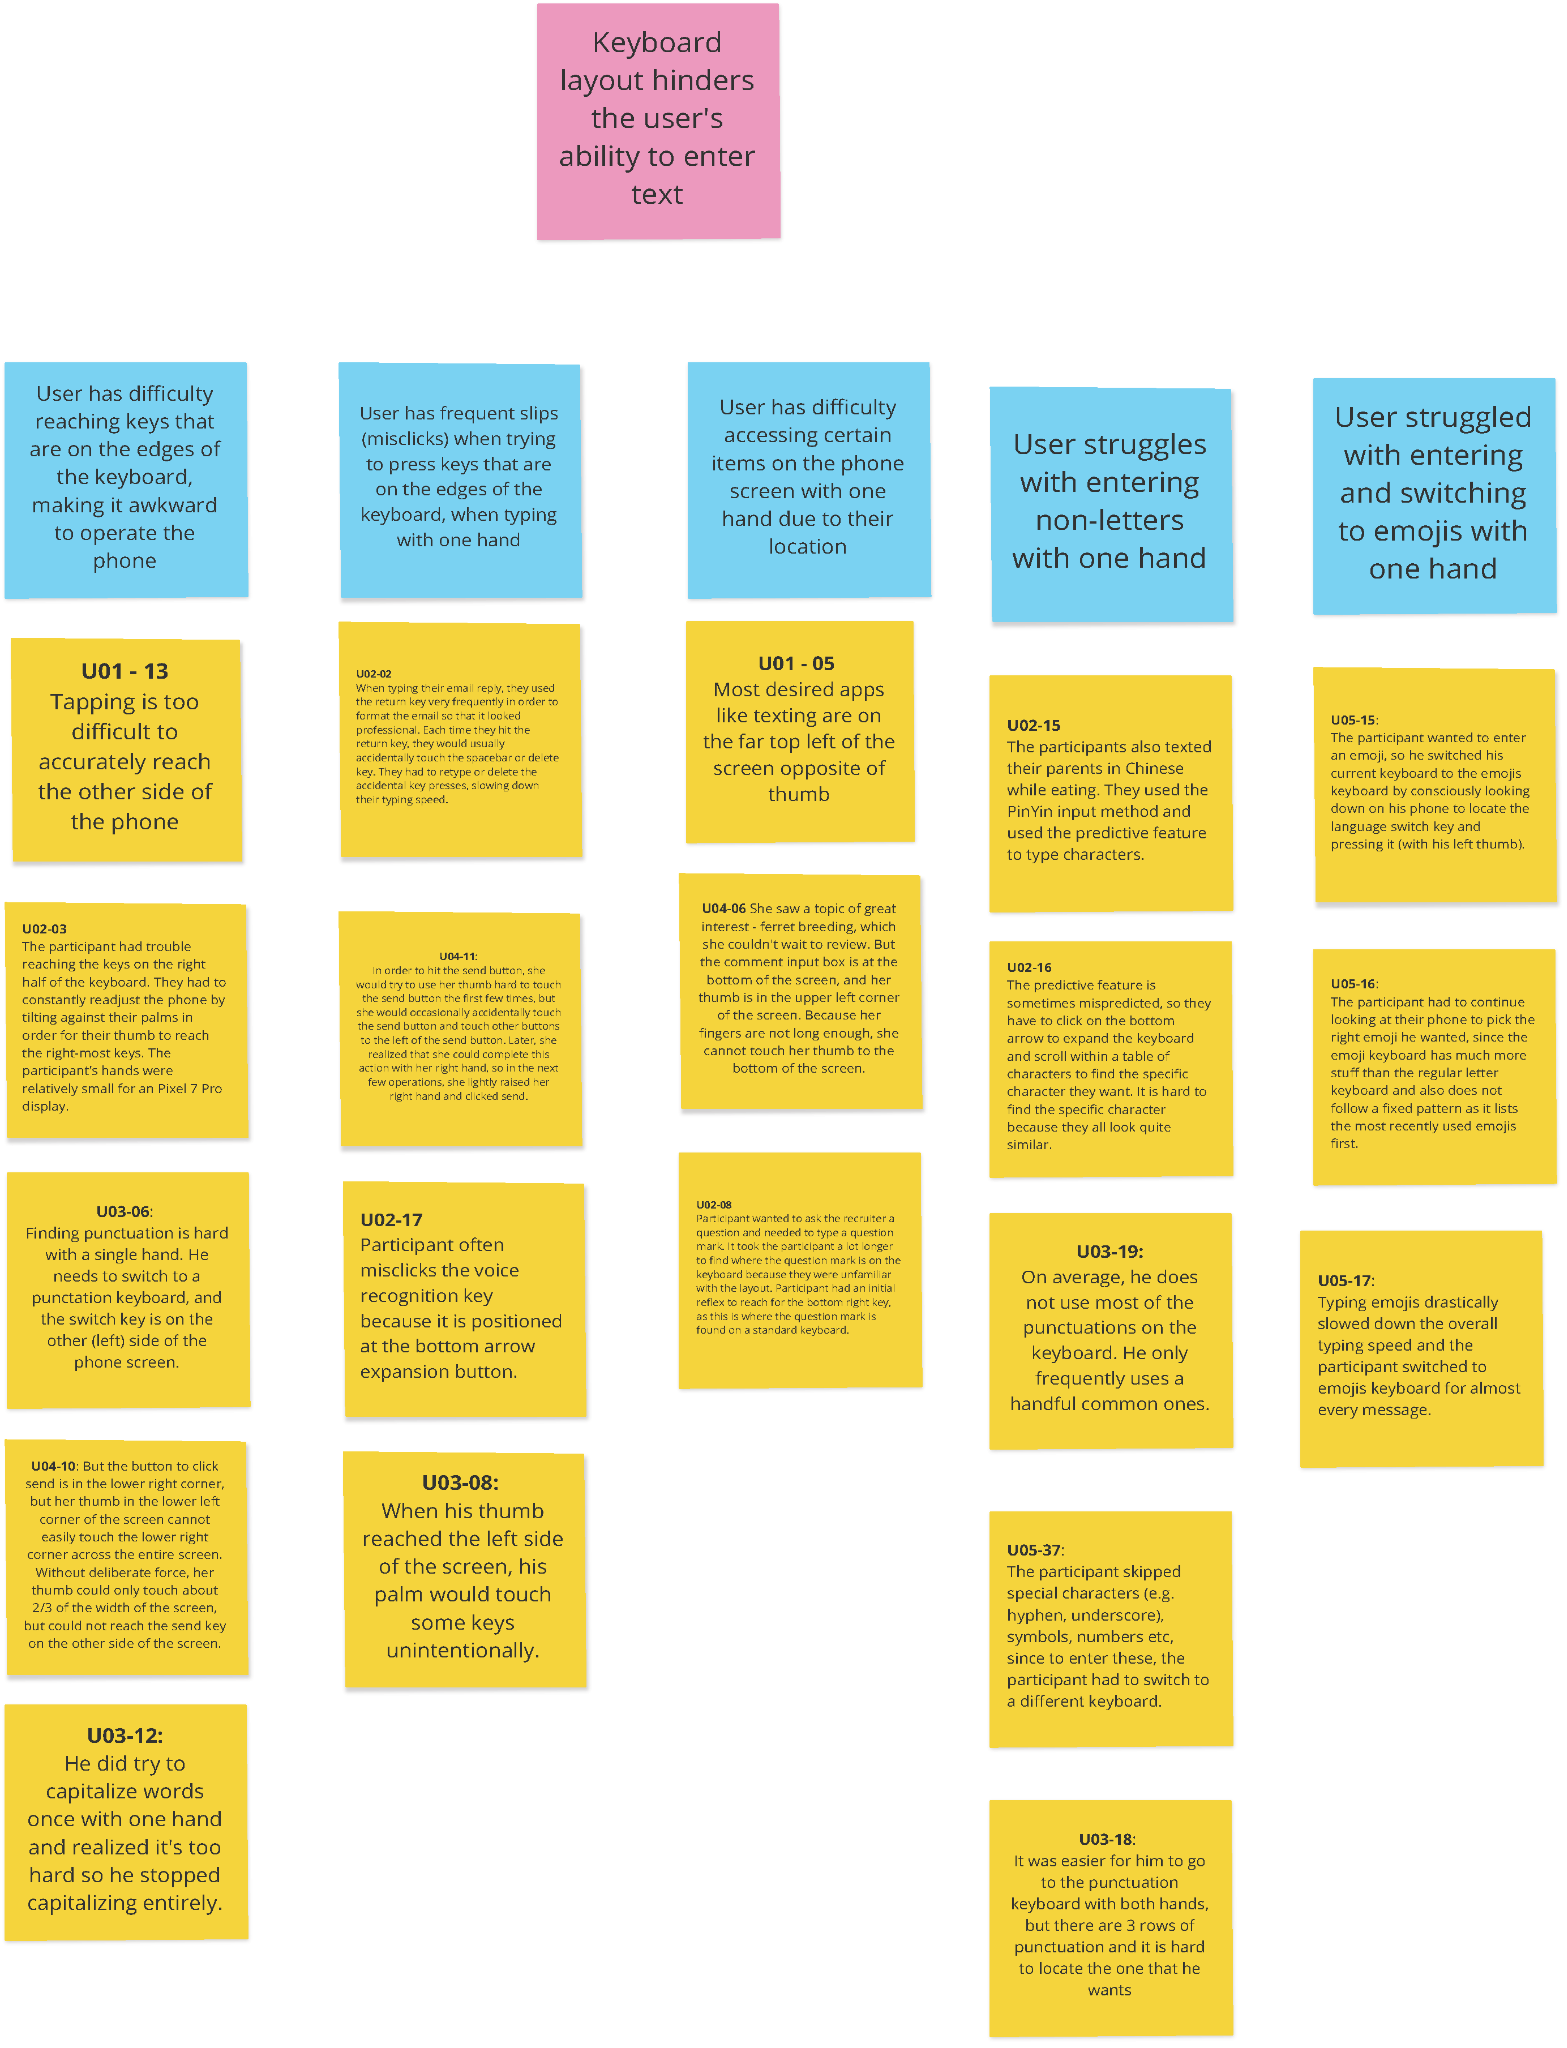 Keyboard
layout hinders
the user's
ability to enter
text
User has difficulty
reaching keys that
are on the edges of
the keyboard,
making it awkward
to operate the
phone
U01 - 13
Tapping is too
difficult to
accurately reach
the other side of
the phone
U02-03
The participant had trouble
reaching the keys on the right
half of the keyboard. They had to
constantly readjust the phone by
tilting against their palms in
order for their thumb to reach
the right-most keys. The
participant's hands were
relatively small for an Pixel 7 Pro
display.
U03-06:
Finding punctuation is hard
with a single hand. He
needs to switch to a
punctation keyboard, and
the switch key is on the
other (left) side of the
phone screen.
U04-10: But the button to click
send is in the lower right corner,
but her thumb in the lower left
corner of the screen cannot
easily touch the lower right
corner across the entire screen.
Without deliberate force, her
thumb could only touch about
2/3 of the width of the screen,
but could not reach the send key
on the other side of the screen.
U03-12:
He did try to
capitalize words
once with one hand
and realized it's too
hard so he stopped
capitalizing entirely.
User has frequent slips
(misclicks) when trying
to press keys that are
on the edges of the
keyboard, when typing
with one hand
U02-02
When typing their email reply, they used
the return key very frequently in order to
format the email so that it looked
professional. Each time they hit the
return key, they would usually
accidentally touch the spacebar or delete
key. They had to retype or delete the
accidental key presses, slowing down
their typing speed.
U04-11:
In order to hit the send button, she
would try to use her thumb hard to touch
the send button the first few times, but
she would occasionally accidentally touch
the send button and touch other buttons
to the left of the send button. Later, she
realized that she could complete this
action with her right hand, so in the next
few operations, she lightly raised her
right hand and clicked send.
U02-17
Participant often
misclicks the voice
recognition key
because it is positioned
at the bottom arrow
expansion button.
U03-08:
When his thumb
reached the left side
of the screen, his
palm would touch
some keys
unintentionally.
User has difficulty
accessing certain
items on the phone
screen with one
hand due to their
location
U01 - 05
Most desired apps
like texting are on
the far top left of the
screen opposite of
thumb
U04-06 She saw a topic of great
interest - ferret breeding, which
she couldn't wait to review. But
the comment input box is at the
bottom of the screen, and her
thumb is in the upper left corner
of the screen. Because her
fingers are not long enough, she
cannot touch her thumb to the
bottom of the screen.
U02-08
Participant wanted to ask the recruiter a
question and needed to type a question
mark. It took the participant a lot longer
to find where the question mark is on the
keyboard because they were unfamiliar
with the layout. Participant had an initial
reflex to reach for the bottom right key,
as this is where the question mark is
found on a standard keyboard.
User struggles
with entering
non-letters
with one hand
U02-15
The participants also texted
their parents in Chinese
while eating. They used the
PinYin input method and
used the predictive feature
to type characters.
U02-16
The predictive feature is
sometimes mispredicted, so they
have to click on the bottom
arrow to expand the keyboard
and scroll within a table of
characters to find the specific
character they want. It is hard to
find the specific character
because they all look quite
similar.
U03-19:
On average, he does
not use most of the
punctuations on the
keyboard. He only
frequently uses a
handful common ones.
U05-37:
The participant skipped
special characters (e.g.
hyphen, underscore),
symbols, numbers etc,
since to enter these, the
participant had to switch to
a different keyboard.
U03-18:
It was easier for him to go
to the punctuation
keyboard with both hands,
but there are 3 rows of
punctuation and it is hard
to locate the one that he
wants
User struggled
with entering
and switching
to emojis with
one hand
U05-15:
The participant wanted to enter
an emoji, so he switched his
current keyboard to the emojis
keyboard by consciously looking
down on his phone to locate the
language switch key and
pressing it (with his left thumb).
U05-16:
The participant had to continue
looking at their phone to pick the
right emoji he wanted, since the
emoji keyboard has much more
stuff than the regular letter
keyboard and also does not
follow a fixed pattern as it lists
the most recently used emojis
first.
U05-17:
Typing emojis drastically
slowed down the overall
typing speed and the
participant switched to
emojis keyboard for almost
every message.